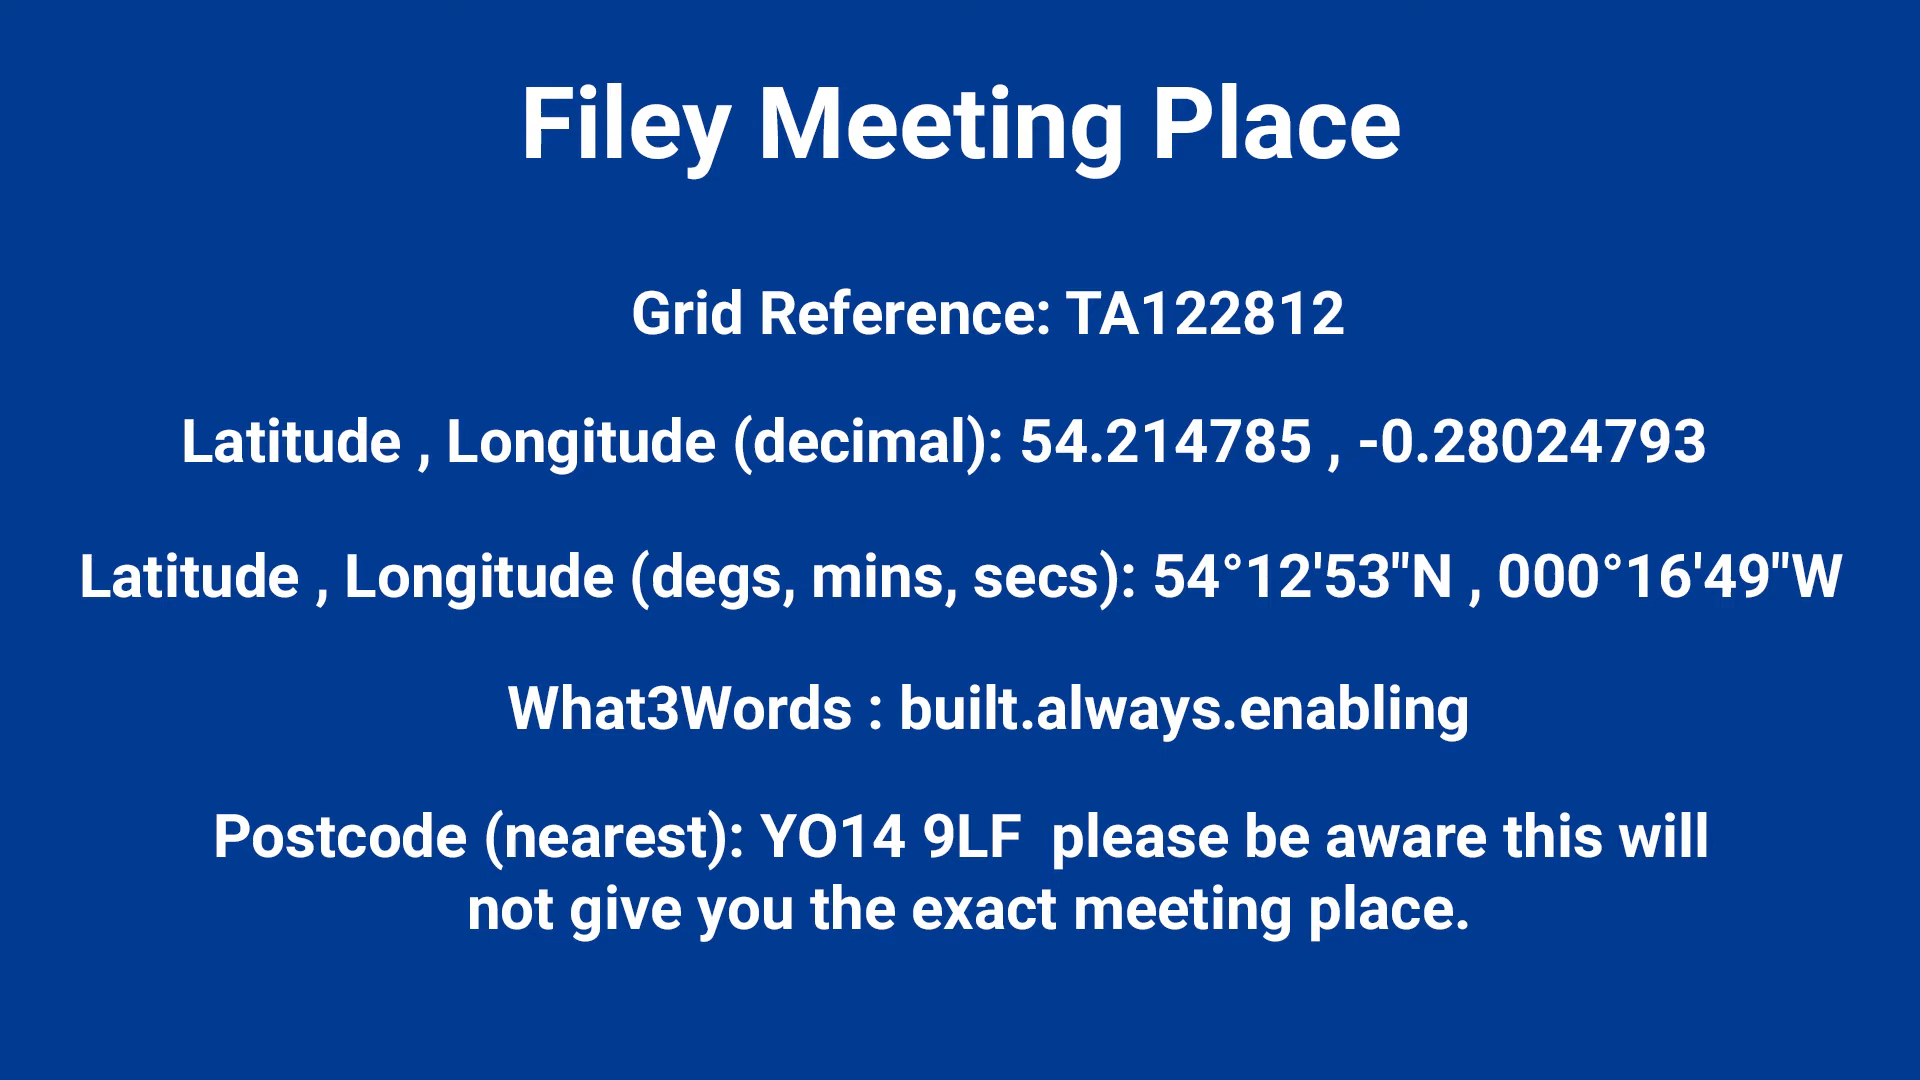 Filey Meeting Place
Grid Reference: TA122812
Latitude , Longitude (decimal): 54.214785 , -0.28024793
Latitude , Longitude (degs, mins, secs): 54°12'53"N , 000°16'49"W
What3Words : built.always.enabling
Postcode (nearest): YO14 9LF  please be aware this will
not give you the exact meeting place.